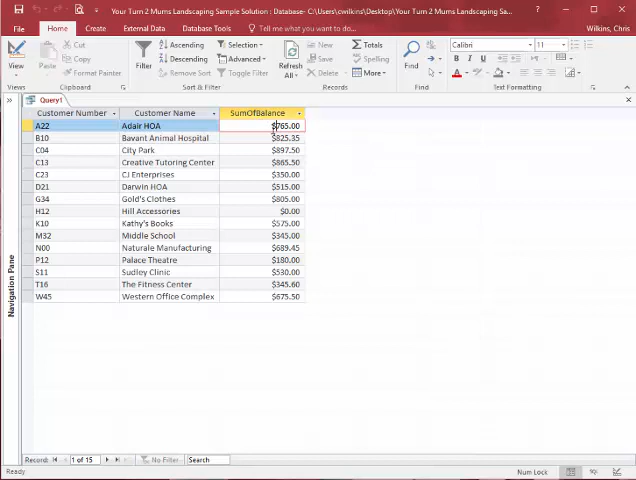 Your Turn 2 Mums Landscaping Sample Solution : Database- C:\Users\cwilkins\Desktop\Your Turn 2 Mums Landscaping S...
Wilkins, Chris
File Home Create External Data Database Tools
View
Views
Cut
Copy
Format Painter
Paste
Clipboard
Filter
Ascending
Descending
Remove Sort
Selection
Advanced
Toggle Filter
Sort & Filter
Refresh All
New
Save
Delete
Totals
Spelling
More
Records
Find
Find
Calibri 11
B I U
Text Formatting
Query1
Customer Number Customer Name SumOfBalance
A22 Adair HOA $765.00
B10 Bavant Animal Hospital $825.35
C04 City Park $897.50
C13 Creative Tutoring Center $865.50
C23 CJ Enterprises $350.00
D21 Darwin HOA $515.00
G34 Gold's Clothes $805.00
H12 Hill Accessories $0.00
K10 Kathy's Books $575.00
M32 Middle School $345.00
N00 Naturale Manufacturing $689.45
P12 Palace Theatre $180.00
S11 Sudley Clinic $530.00
T16 The Fitness Center $345.60
W45 Western Office Complex $675.50
Navigation Pane
Record: 1 of 15 No Filter Search
Ready
Num Lock